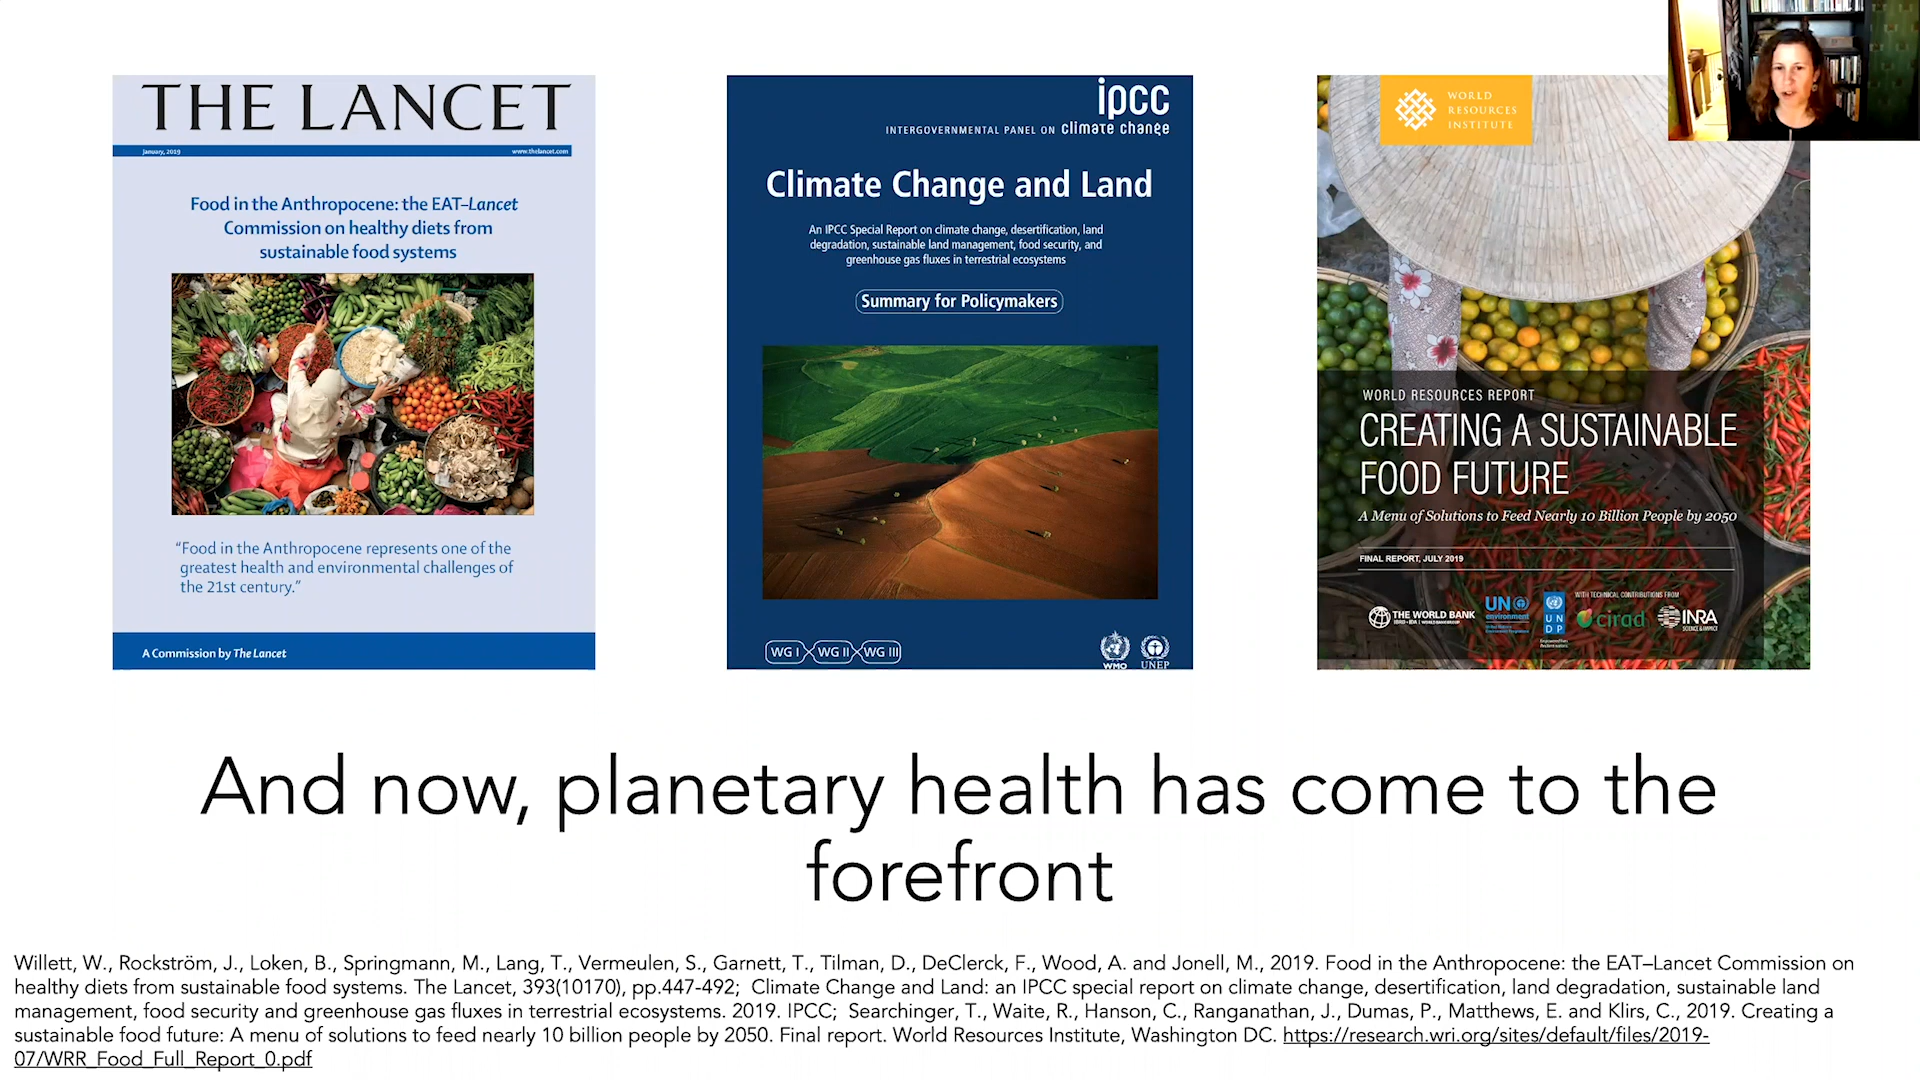 THE LANCET
January, 2019 www.thelancet.com
Food in the Anthropocene: the EAT–Lancet
Commission on healthy diets from
sustainable food systems
“Food in the Anthropocene represents one of the
greatest health and environmental challenges of
the 21st century.”
A Commission by The Lancet
ipcc
INTERGOVERNMENTAL PANEL ON climate change
Climate Change and Land
An IPCC Special Report on climate change, desertification, land
degradation, sustainable land management, food security, and
greenhouse gas fluxes in terrestrial ecosystems
Summary for Policymakers
WG I WG II WG III
WMO UNEP
WORLD
RESOURCES
INSTITUTE
WORLD RESOURCES REPORT
CREATING A SUSTAINABLE
FOOD FUTURE
A Menu of Solutions to Feed Nearly 10 Billion People by 2050
FINAL REPORT, JULY 2019
WITH TECHNICAL CONTRIBUTIONS FROM
THE WORLD BANK
UN
environment
UN
DP
cirad
INRA
SCIENCE & IMPACT
And now, planetary health has come to the
forefront
Willett, W., Rockström, J., Loken, B., Springmann, M., Lang, T., Vermeulen, S., Garnett, T., Tilman, D., DeClerck, F., Wood, A. and Jonell, M., 2019. Food in the Anthropocene: the EAT–Lancet Commission on
healthy diets from sustainable food systems. The Lancet, 393(10170), pp.447-492; Climate Change and Land: an IPCC special report on climate change, desertification, land degradation, sustainable land
management, food security and greenhouse gas fluxes in terrestrial ecosystems. 2019. IPCC; Searchinger, T., Waite, R., Hanson, C., Ranganathan, J., Dumas, P., Matthews, E. and Klirs, C., 2019. Creating a
sustainable food future: A menu of solutions to feed nearly 10 billion people by 2050. Final report. World Resources Institute, Washington DC. https://research.wri.org/sites/default/files/2019-
07/WRR_Food_Full_Report_0.pdf